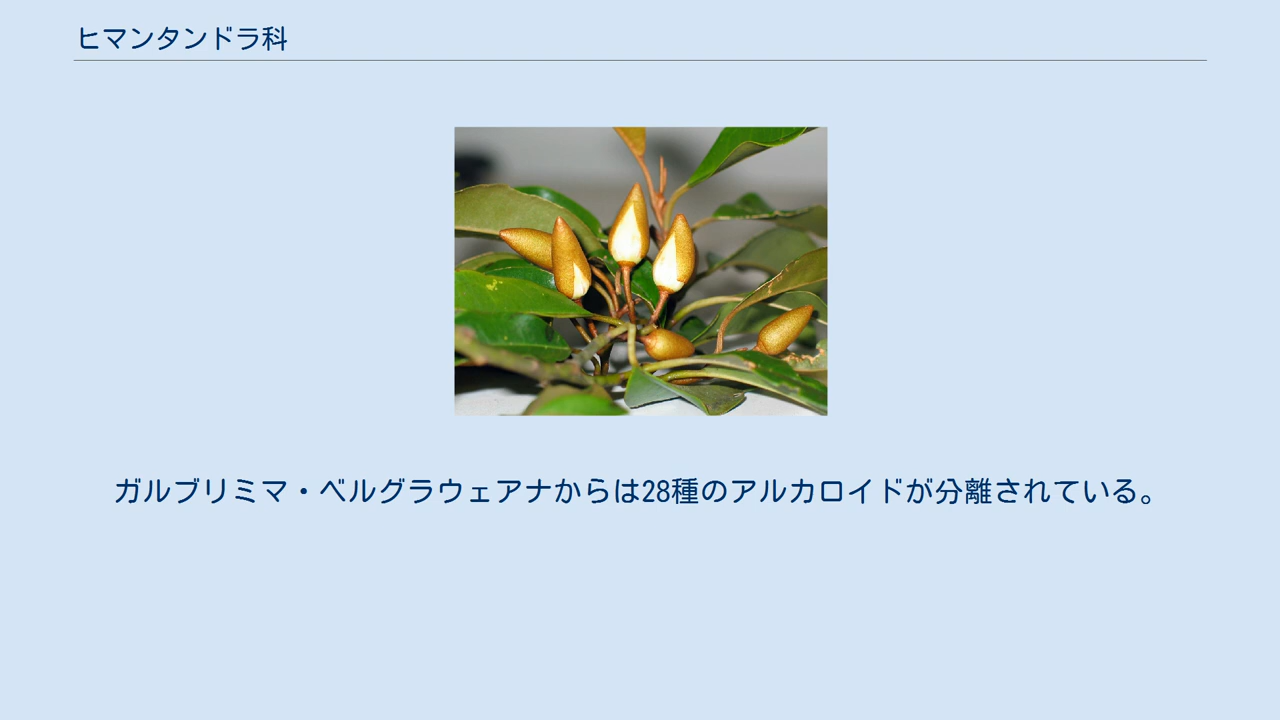 ヒマンタンドラ科
ガルブリミマ・ベルグラウェアナからは28種のアルカロイドが分離されている。